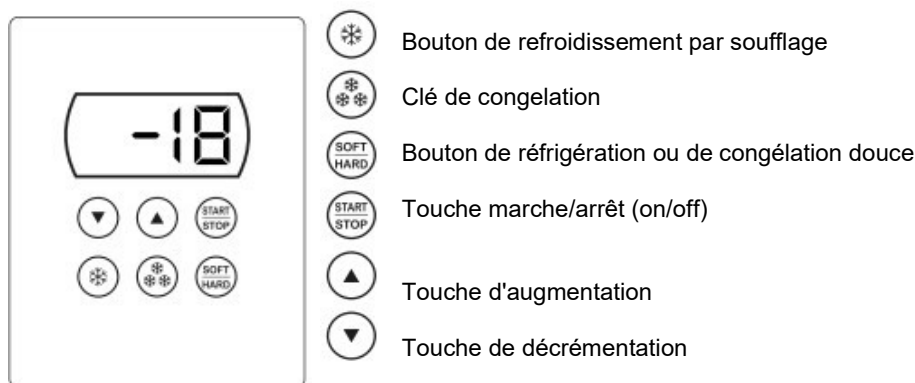 Bouton de refroidissement par soufflage
Clé de congelation
SOFT
HARD
Bouton de réfrigération ou de congélation douce
START
STOP
Touche marche/arrêt (on/off)
Touche d'augmentation
Touche de décrémentation
-18
START
STOP
SOFT
HARD